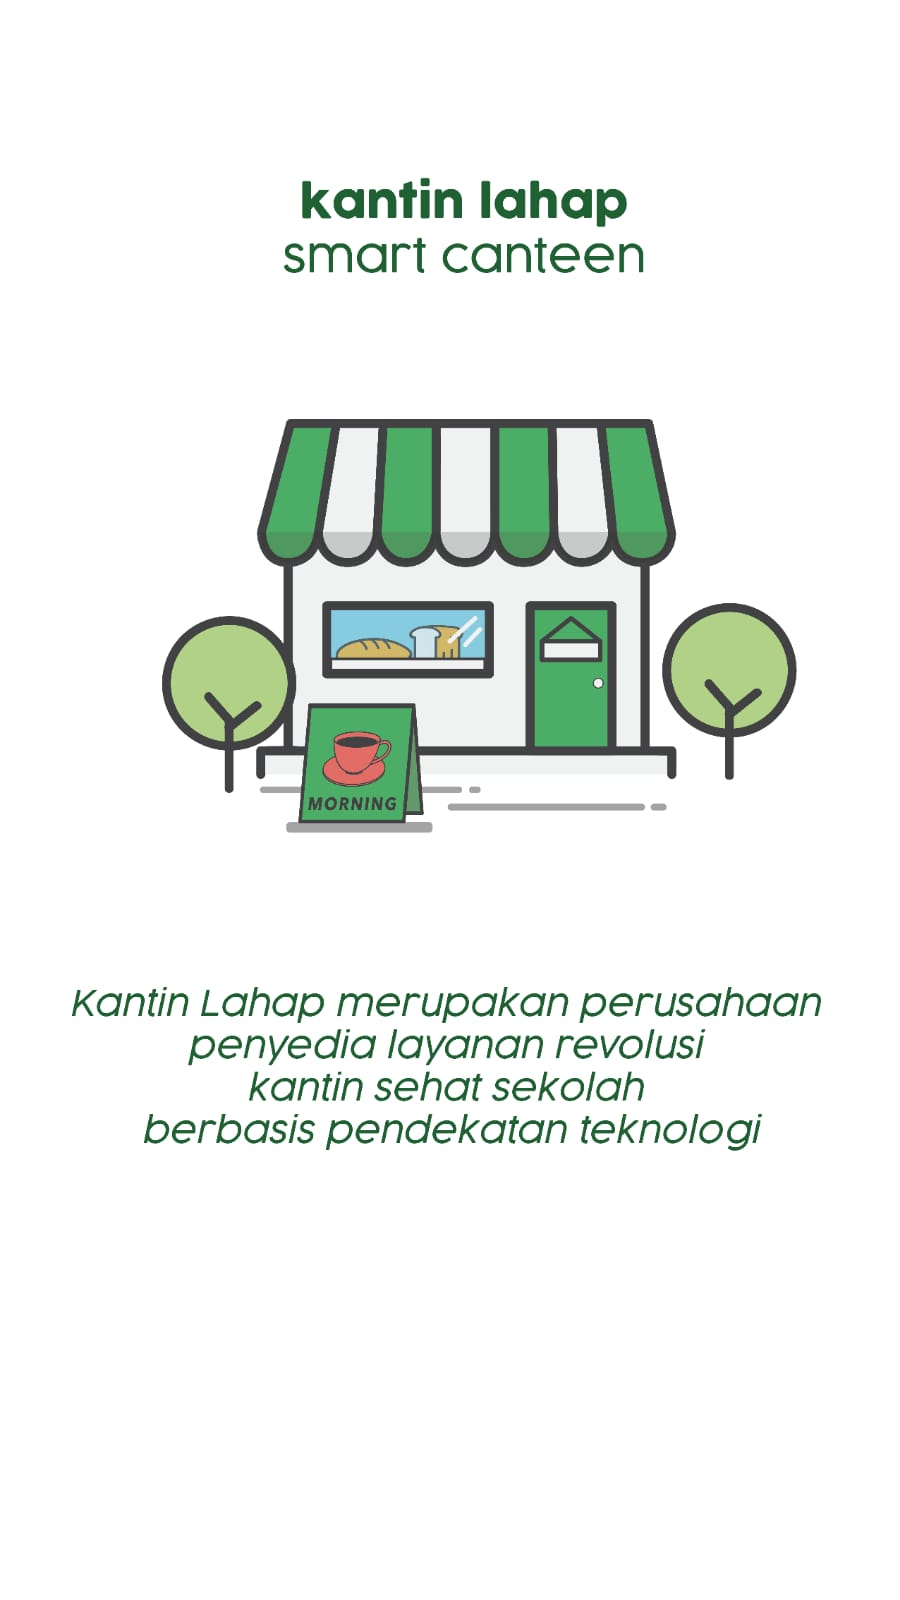 kantin lahap
smart canteen
MORNING
Kantin Lahap merupakan perusahaan
penyedia layanan revolusi
kantin sehat sekolah
berbasis pendekatan teknologi